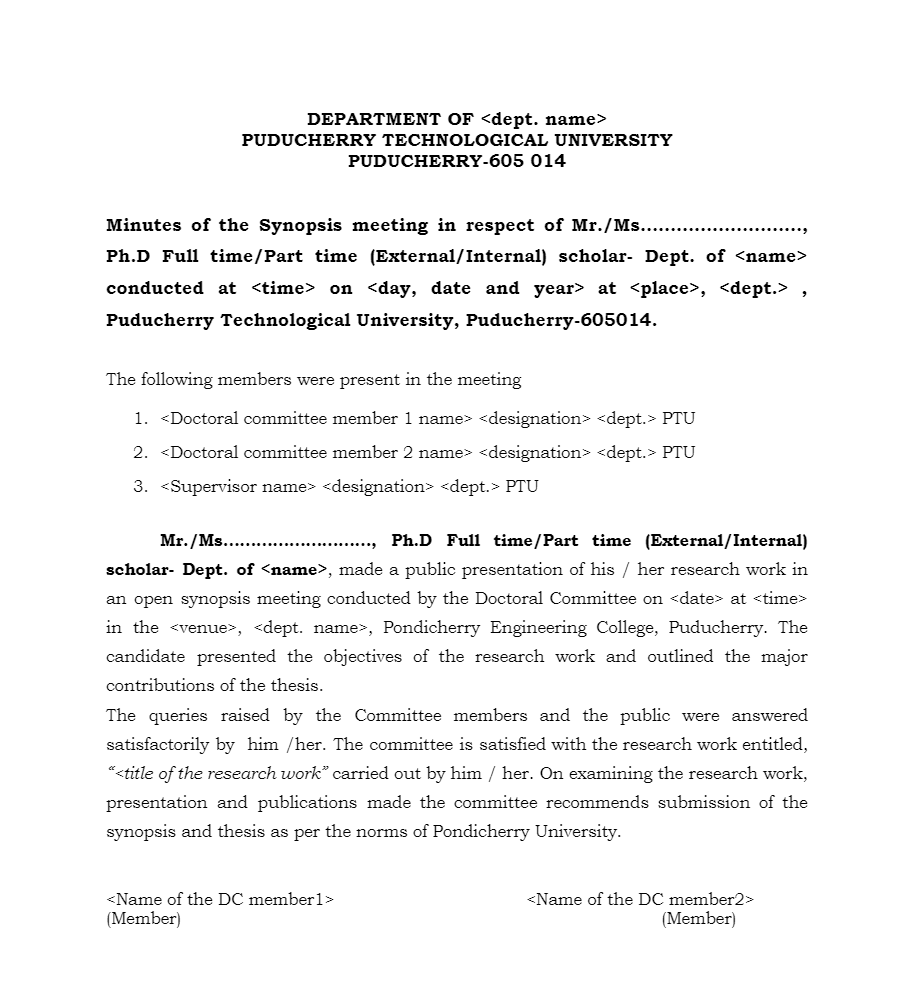 DEPARTMENT OF <dept. name>
PUDUCHERRY TECHNOLOGICAL UNIVERSITY
PUDUCHERRY-605 014
Minutes of the Synopsis meeting in respect of Mr./Ms…………………….…,
Ph.D Full time/Part time (External/Internal) scholar- Dept. of <name>
conducted at <time> on <day, date and year> at <place>, <dept.> ,
Puducherry Technological University, Puducherry-605014.
The following members were present in the meeting
1. <Doctoral committee member 1 name> <designation> <dept.> PTU
2. <Doctoral committee member 2 name> <designation> <dept.> PTU
3. <Supervisor name> <designation> <dept.> PTU
Mr./Ms…………………….…, Ph.D Full time/Part time (External/Internal)
scholar- Dept. of <name>, made a public presentation of his / her research work in
an open synopsis meeting conducted by the Doctoral Committee on <date> at <time>
in the <venue>, <dept. name>, Pondicherry Engineering College, Puducherry. The
candidate presented the objectives of the research work and outlined the major
contributions of the thesis.
The queries raised by the Committee members and the public were answered
satisfactorily by him /her. The committee is satisfied with the research work entitled,
“<title of the research work” carried out by him / her. On examining the research work,
presentation and publications made the committee recommends submission of the
synopsis and thesis as per the norms of Pondicherry University.
<Name of the DC member1> <Name of the DC member2>
(Member) (Member)